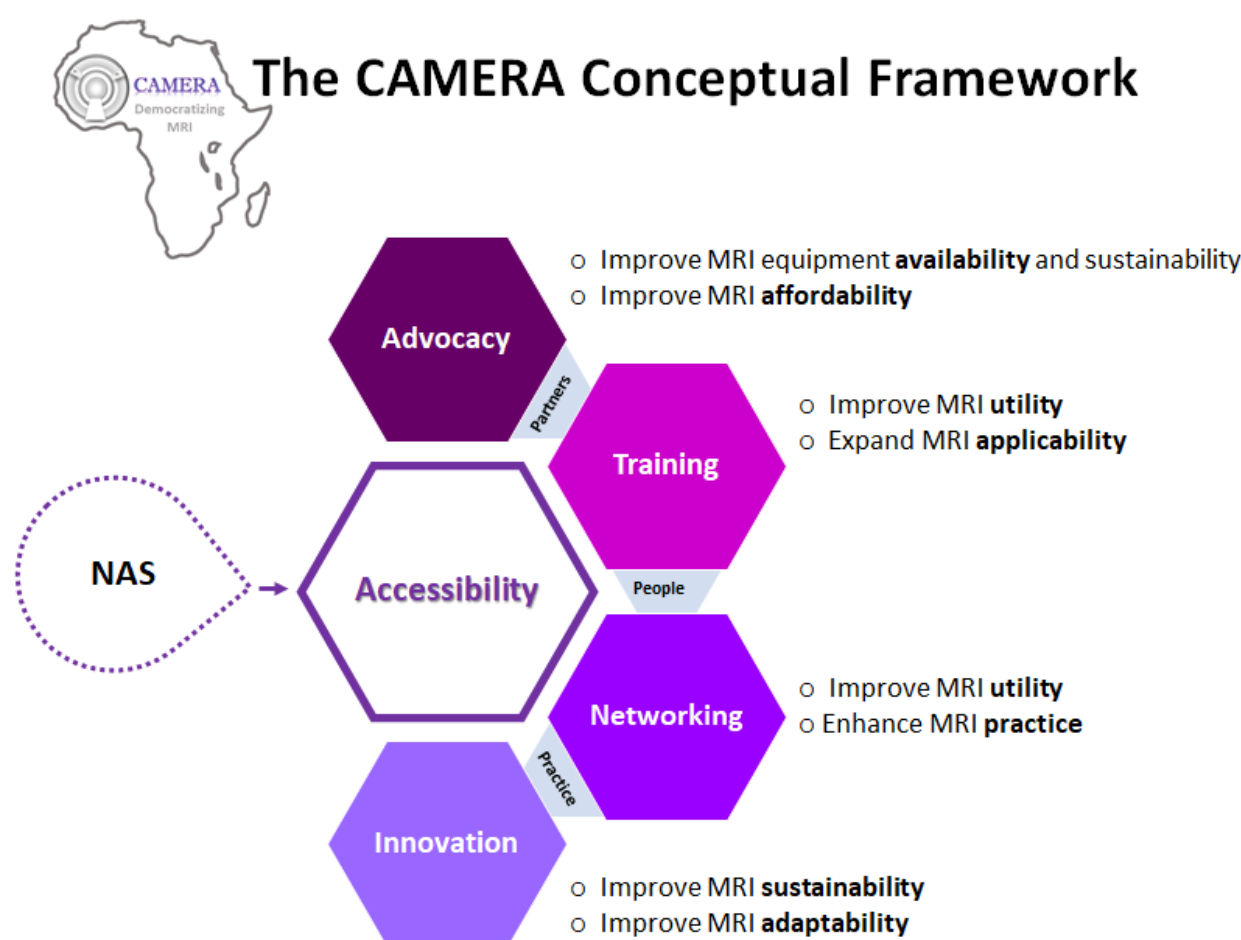 CAMERA
Democratizing
MRI
The CAMERA Conceptual Framework
Advocacy
o Improve MRI equipment availability and sustainability
o Improve MRI affordability
Partners
Training
o Improve MRI utility
o Expand MRI applicability
NAS
Accessibility
People
Networking
o Improve MRI utility
o Enhance MRI practice
Practice
Innovation
o Improve MRI sustainability
o Improve MRI adaptability